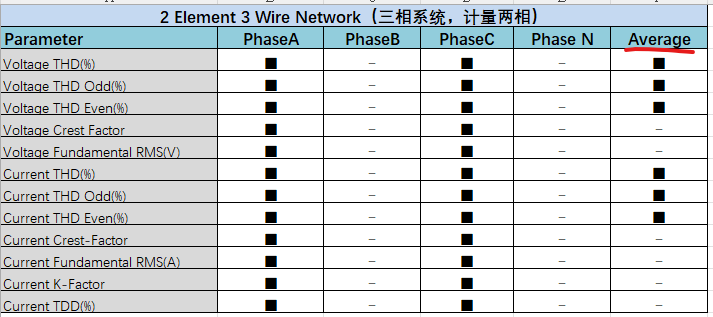 2 Element 3 Wire Network（三相系统，计量两相）
Parameter PhaseA PhaseB PhaseC Phase N Average
Voltage THD(%) ■ – ■ – ■
Voltage THD Odd(%) ■ – ■ – ■
Voltage THD Even(%) ■ – ■ – ■
Voltage Crest Factor ■ – ■ – –
Voltage Fundamental RMS(V) ■ – ■ – –
Current THD(%) ■ – ■ – ■
Current THD Odd(%) ■ – ■ – ■
Current THD Even(%) ■ – ■ – ■
Current Crest-Factor ■ – ■ – –
Current Fundamental RMS(A) ■ – ■ – –
Current K-Factor ■ – ■ – –
Current TDD(%) ■ – ■ – –